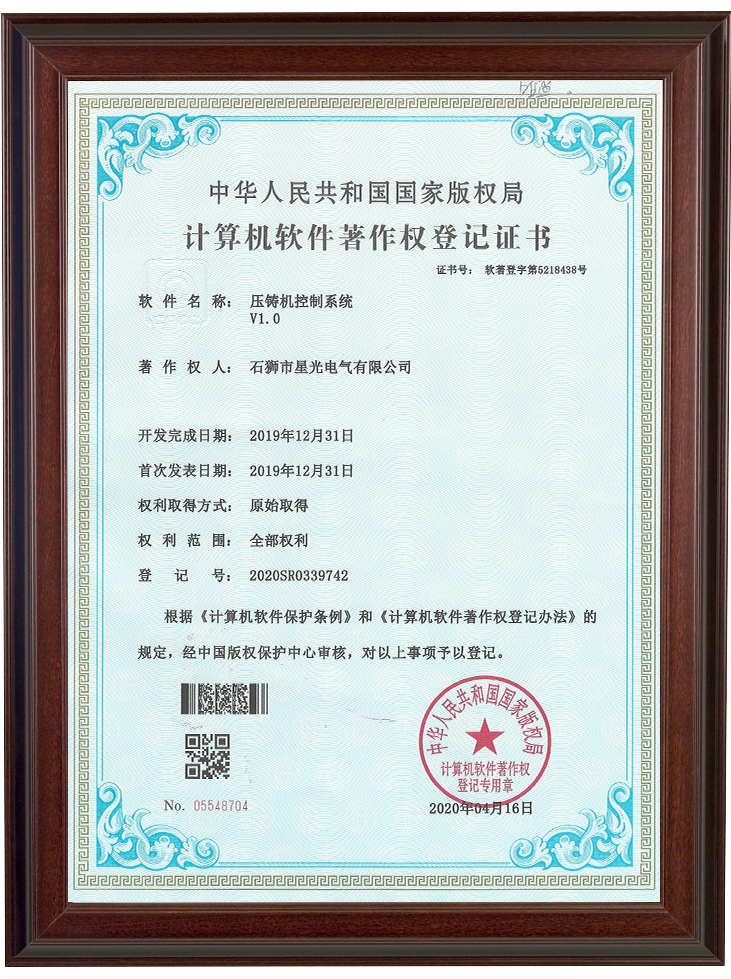 中华人民共和国国家版权局
计算机软件著作权登记证书
证书号： 软著登字第5218438号
软件名称： 压铸机控制系统
V1.0
著作权人： 石狮市星光电气有限公司
开发完成日期： 2019年12月31日
首次发表日期： 2019年12月31日
权利取得方式： 原始取得
权利范围： 全部权利
登记号： 2020SR0339742
根据《计算机软件保护条例》和《计算机软件著作权登记办法》的
规定，经中国版权保护中心审核，对以上事项予以登记。
中华人民共和国国家版权局
计算机软件著作权
登记专用章
No. 05548704
2020年04月16日